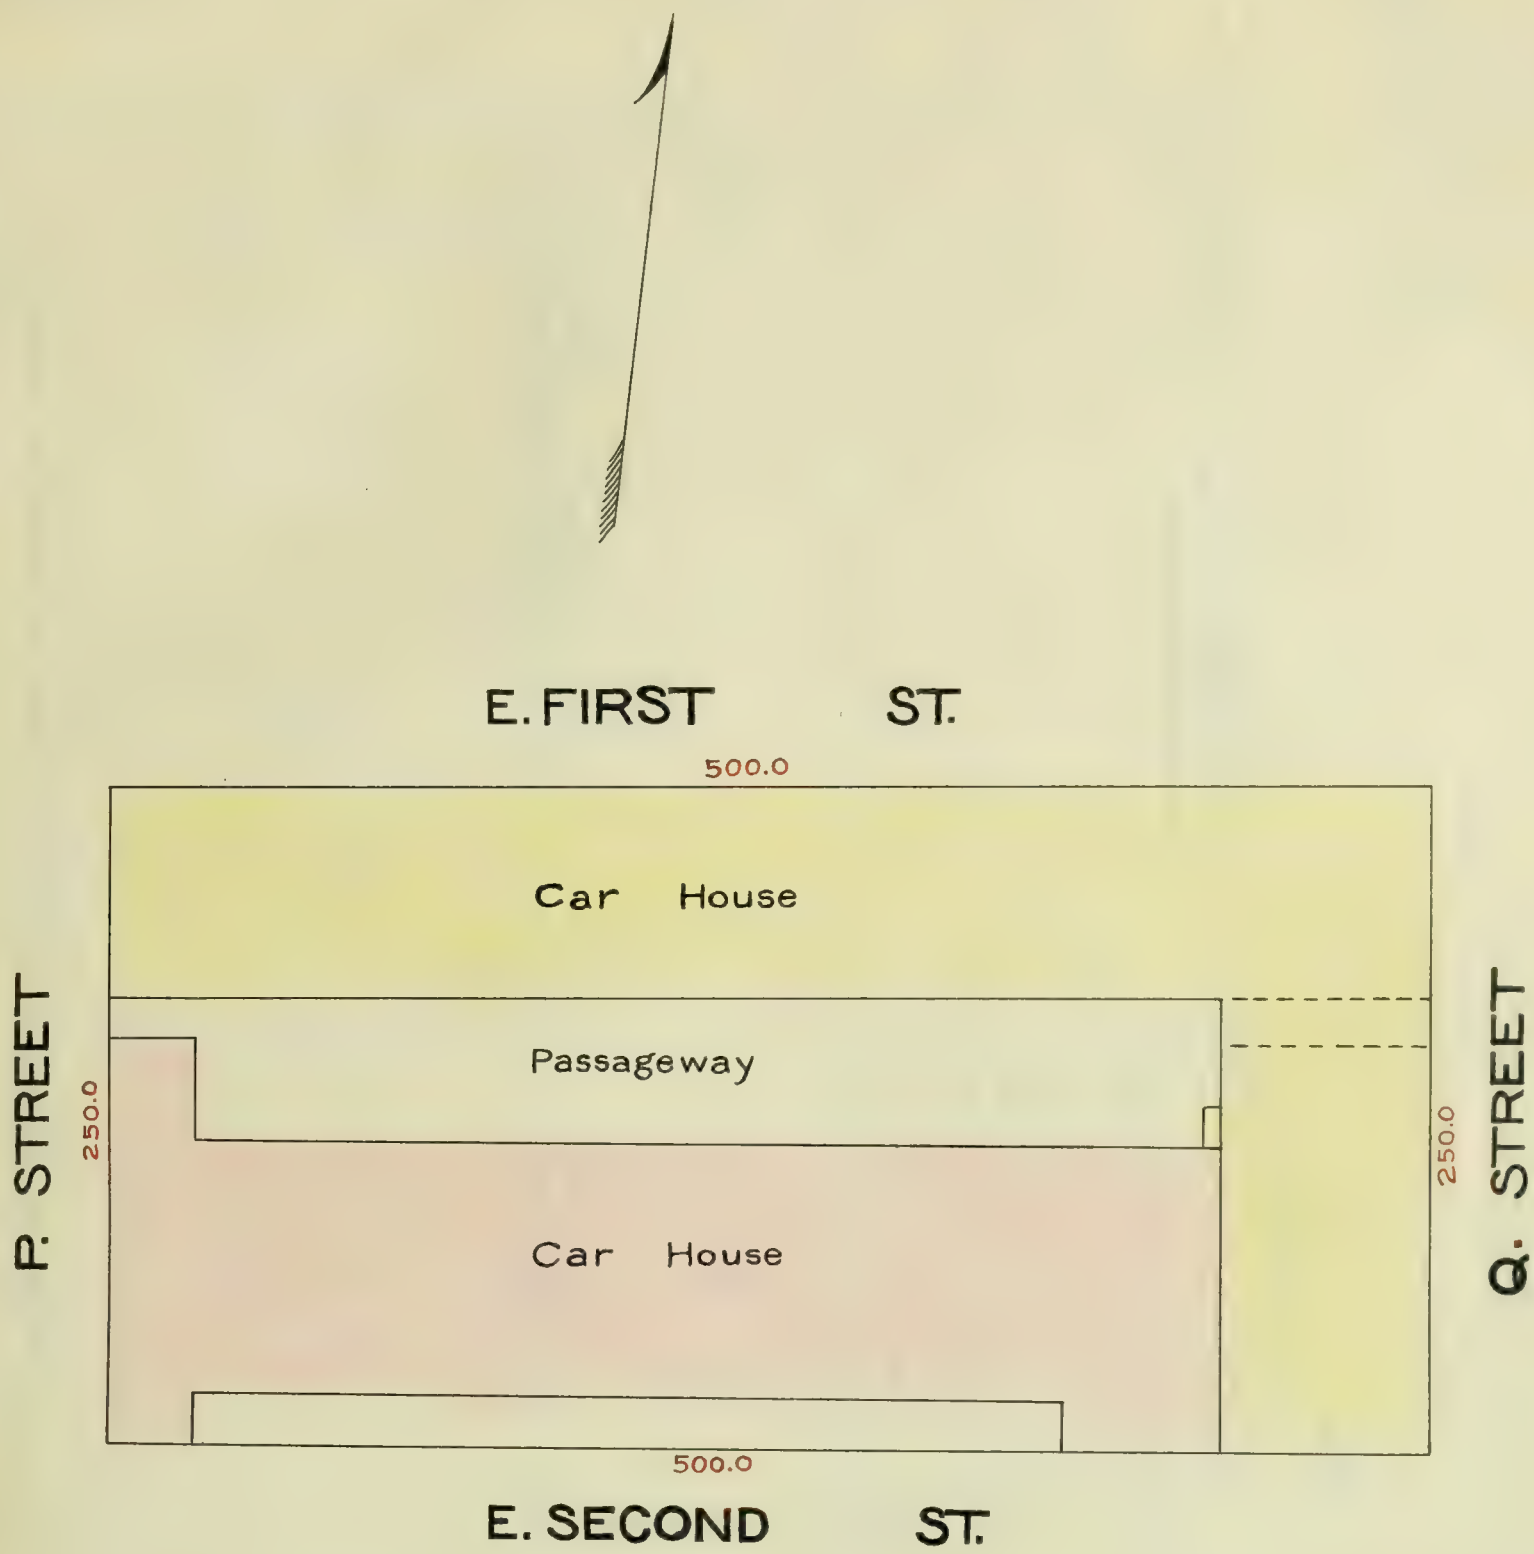 E. FIRST ST.
500.0
Car House
P. STREET
250.0
Passageway
250.0
Q. STREET
Car House
500.0
E. SECOND ST.